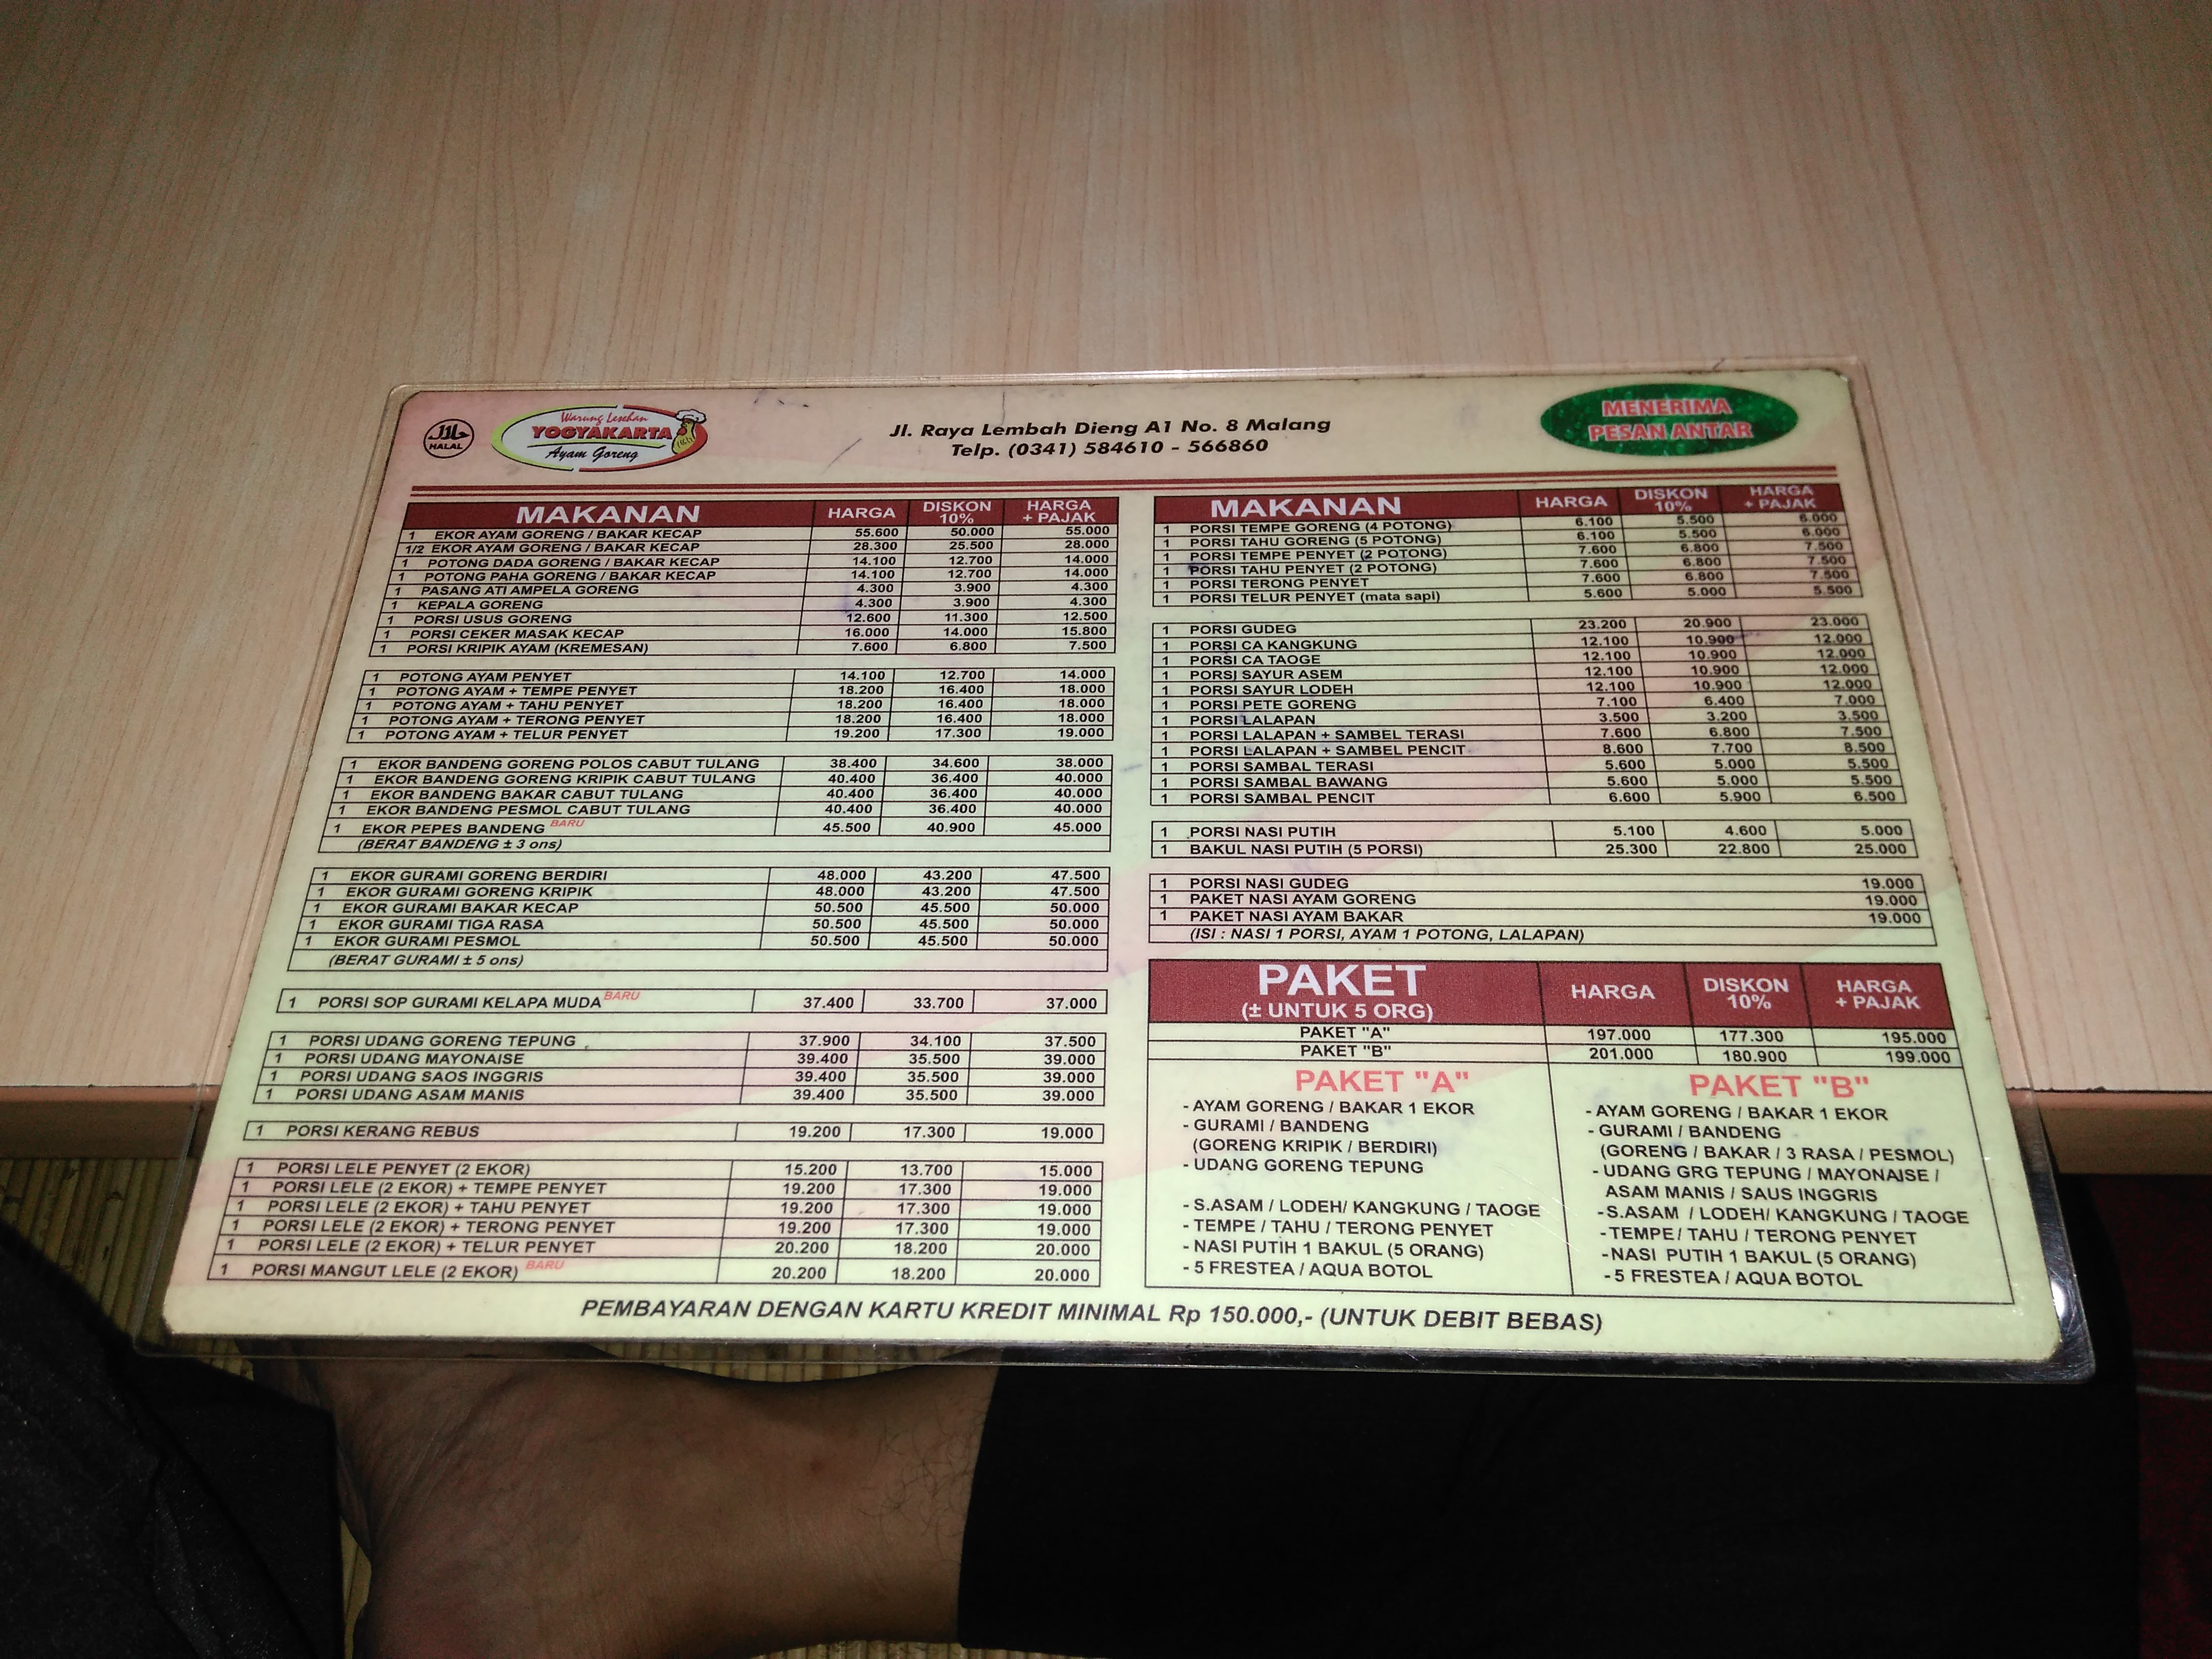 حلال
HALAL
Warung Lesehan
YOGYAKARTA
Ayam Goreng
Jl. Raya Lembah Dieng A1 No. 8 Malang
Telp. (0341) 584610 - 566860
MENERIMA
PESAN ANTAR
MAKANAN HARGA DISKON 10% HARGA + PAJAK
1 EKOR AYAM GORENG / BAKAR KECAP 55.600 50.000 55.000
1/2 EKOR AYAM GORENG / BAKAR KECAP 28.300 25.500 28.000
1 POTONG DADA GORENG / BAKAR KECAP 14.100 12.700 14.000
1 POTONG PAHA GORENG / BAKAR KECAP 14.100 12.700 14.000
1 PASANG ATI AMPELA GORENG 4.300 3.900 4.300
1 KEPALA GORENG 4.300 3.900 4.300
1 PORSI USUS GORENG 12.600 11.300 12.500
1 PORSI CEKER MASAK KECAP 16.000 14.000 15.800
1 PORSI KRIPIK AYAM (KREMESAN) 7.600 6.800 7.500
1 POTONG AYAM PENYET 14.100 12.700 14.000
1 POTONG AYAM + TEMPE PENYET 18.200 16.400 18.000
1 POTONG AYAM + TAHU PENYET 18.200 16.400 18.000
1 POTONG AYAM + TERONG PENYET 18.200 16.400 18.000
1 POTONG AYAM + TELUR PENYET 19.200 17.300 19.000
1 EKOR BANDENG GORENG POLOS CABUT TULANG 38.400 34.600 38.000
1 EKOR BANDENG GORENG KRIPIK CABUT TULANG 40.400 36.400 40.000
1 EKOR BANDENG BAKAR CABUT TULANG 40.400 36.400 40.000
1 EKOR BANDENG PESMOL CABUT TULANG 40.400 36.400 40.000
1 EKOR PEPES BANDENG BARU 45.500 40.900 45.000
(BERAT BANDENG ± 3 ons)
1 EKOR GURAMI GORENG BERDIRI 48.000 43.200 47.500
1 EKOR GURAMI GORENG KRIPIK 48.000 43.200 47.500
1 EKOR GURAMI BAKAR KECAP 50.500 45.500 50.000
1 EKOR GURAMI TIGA RASA 50.500 45.500 50.000
1 EKOR GURAMI PESMOL 50.500 45.500 50.000
(BERAT GURAMI ± 5 ons)
1 PORSI SOP GURAMI KELAPA MUDA BARU 37.400 33.700 37.000
1 PORSI UDANG GORENG TEPUNG 37.900 34.100 37.500
1 PORSI UDANG MAYONAISE 39.400 35.500 39.000
1 PORSI UDANG SAOS INGGRIS 39.400 35.500 39.000
1 PORSI UDANG ASAM MANIS 39.400 35.500 39.000
1 PORSI KERANG REBUS 19.200 17.300 19.000
1 PORSI LELE PENYET (2 EKOR) 15.200 13.700 15.000
1 PORSI LELE (2 EKOR) + TEMPE PENYET 19.200 17.300 19.000
1 PORSI LELE (2 EKOR) + TAHU PENYET 19.200 17.300 19.000
1 PORSI LELE (2 EKOR) + TERONG PENYET 19.200 17.300 19.000
1 PORSI LELE (2 EKOR) + TELUR PENYET 20.200 18.200 20.000
1 PORSI MANGUT LELE (2 EKOR) BARU 20.200 18.200 20.000
MAKANAN HARGA DISKON 10% HARGA + PAJAK
1 PORSI TEMPE GORENG (4 POTONG) 6.100 5.500 6.000
1 PORSI TAHU GORENG (5 POTONG) 6.100 5.500 6.000
1 PORSI TEMPE PENYET (2 POTONG) 7.600 6.800 7.500
1 PORSI TAHU PENYET (2 POTONG) 7.600 6.800 7.500
1 PORSI TERONG PENYET 7.600 6.800 7.500
1 PORSI TELUR PENYET (mata sapi) 5.600 5.000 5.500
1 PORSI GUDEG 23.200 20.900 23.000
1 PORSI CA KANGKUNG 12.100 10.900 12.000
1 PORSI CA TAOGE 12.100 10.900 12.000
1 PORSI SAYUR ASEM 12.100 10.900 12.000
1 PORSI SAYUR LODEH 12.100 10.900 12.000
1 PORSI PETE GORENG 7.100 6.400 7.000
1 PORSI LALAPAN 3.500 3.200 3.500
1 PORSI LALAPAN + SAMBEL TERASI 7.600 6.800 7.500
1 PORSI LALAPAN + SAMBEL PENCIT 8.600 7.700 8.500
1 PORSI SAMBAL TERASI 5.600 5.000 5.500
1 PORSI SAMBAL BAWANG 5.600 5.000 5.500
1 PORSI SAMBAL PENCIT 6.600 5.900 6.500
1 PORSI NASI PUTIH 5.100 4.600 5.000
1 BAKUL NASI PUTIH (5 PORSI) 25.300 22.800 25.000
1 PORSI NASI GUDEG 19.000
1 PAKET NASI AYAM GORENG 19.000
1 PAKET NASI AYAM BAKAR 19.000
(ISI : NASI 1 PORSI, AYAM 1 POTONG, LALAPAN)
PAKET (± UNTUK 5 ORG) HARGA DISKON 10% HARGA + PAJAK
PAKET "A" 197.000 177.300 195.000
PAKET "B" 201.000 180.900 199.000
PAKET "A"
- AYAM GORENG / BAKAR 1 EKOR
- GURAMI / BANDENG
(GORENG KRIPIK / BERDIRI)
- UDANG GORENG TEPUNG
- S.ASAM / LODEH/ KANGKUNG / TAOGE
- TEMPE / TAHU / TERONG PENYET
- NASI PUTIH 1 BAKUL (5 ORANG)
- 5 FRESTEA / AQUA BOTOL
PAKET "B"
- AYAM GORENG / BAKAR 1 EKOR
- GURAMI / BANDENG
(GORENG / BAKAR / 3 RASA / PESMOL)
- UDANG GRG TEPUNG / MAYONAISE /
ASAM MANIS / SAUS INGGRIS
- S.ASAM / LODEH/ KANGKUNG / TAOGE
- TEMPE/ TAHU / TERONG PENYET
- NASI PUTIH 1 BAKUL (5 ORANG)
- 5 FRESTEA / AQUA BOTOL
PEMBAYARAN DENGAN KARTU KREDIT MINIMAL Rp 150.000,- (UNTUK DEBIT BEBAS)